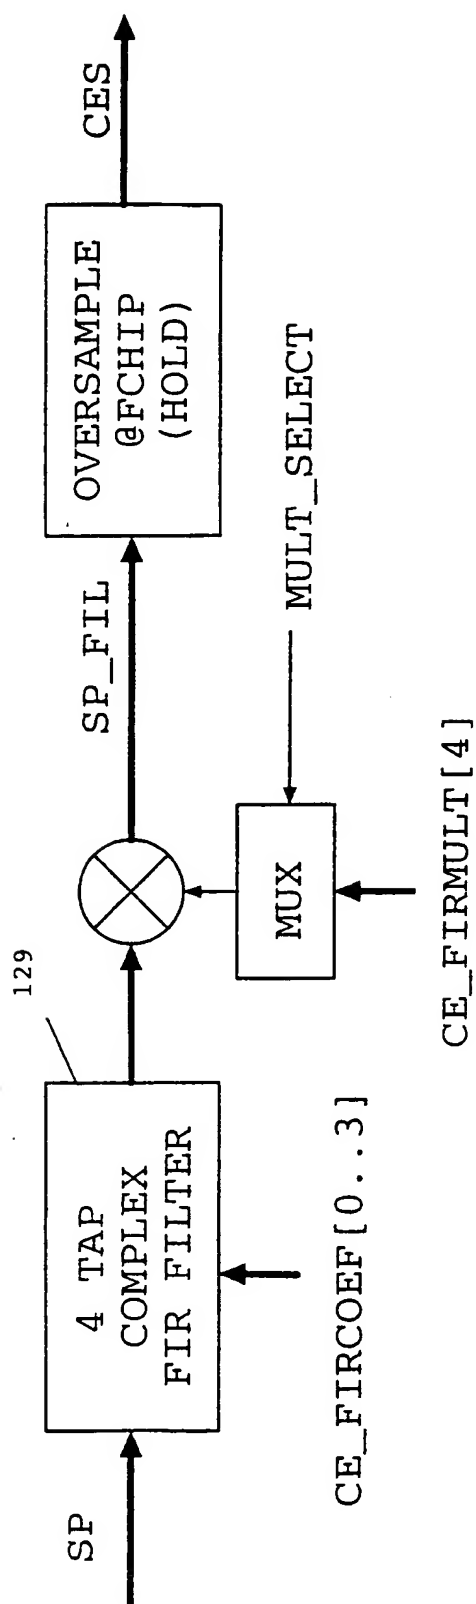 SP
4 TAP
COMPLEX
FIR FILTER
129
CE_FIRCOEF[0..3]
SP_FIL
MUX
MULT_SELECT
CE_FIRMULT[4]
OVERSAMPLE
@FCHIP
(HOLD)
CES